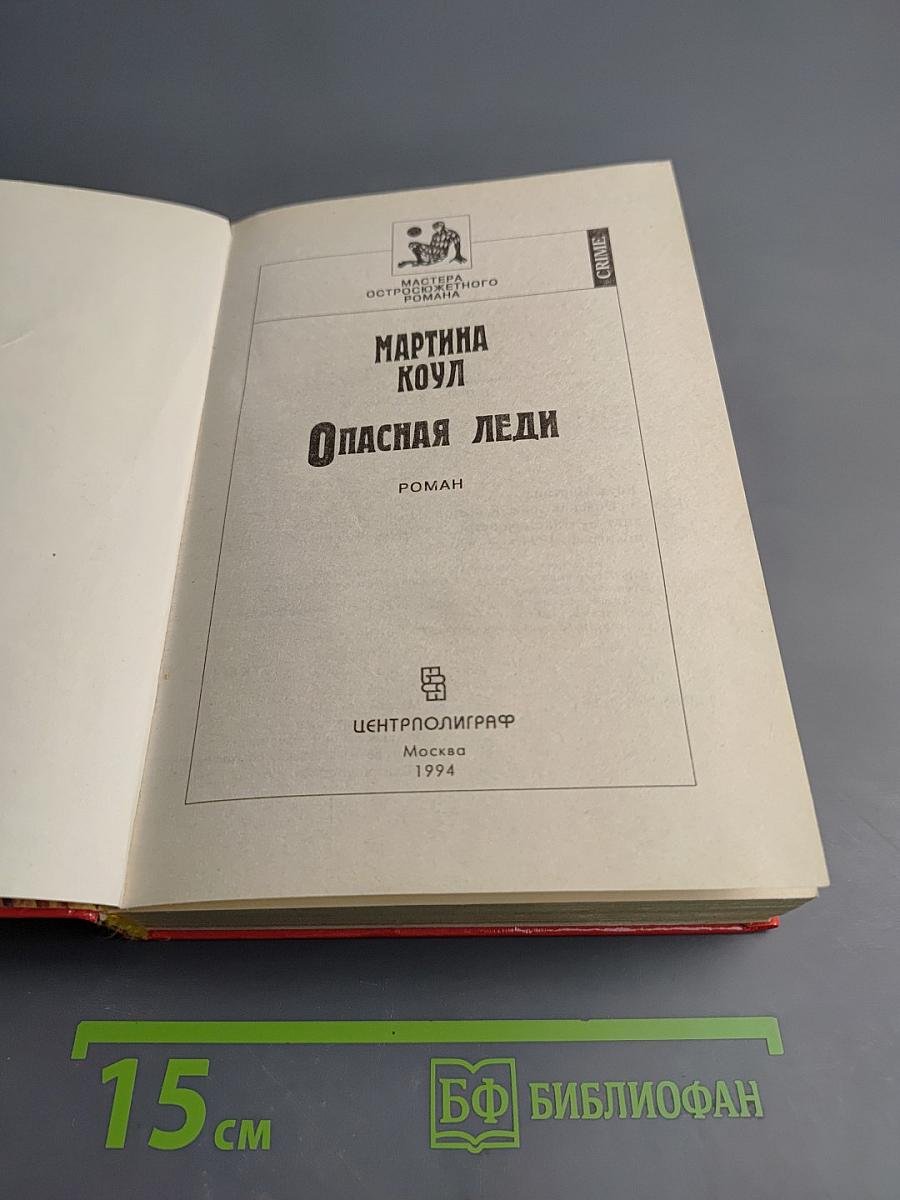 МАСТЕРА
ОСТРОСЮЖЕТНОГО
РОМАНА
CRIME
МАРТИНА
КОУЛ
ОПАСНАЯ ЛЕДИ
РОМАН
ЦЕНТРПОЛИГРАФ
Москва
1994
15 см
БФ БИБЛИОФАН